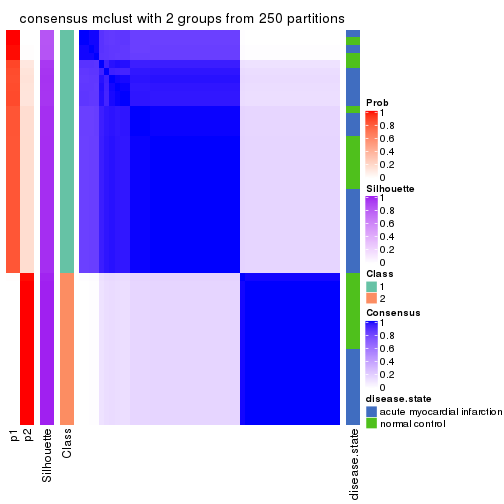 consensus mclust with 2 groups from 250 partitions
Prob
1
0.8
0.6
0.4
0.2
0
Silhouette
1
0.8
0.6
0.4
0.2
0
Class
1
2
Consensus
1
0.8
0.6
0.4
0.2
0
disease.state
acute myocardial infarction
normal control
p1
p2
Silhouette
Class
disease.state